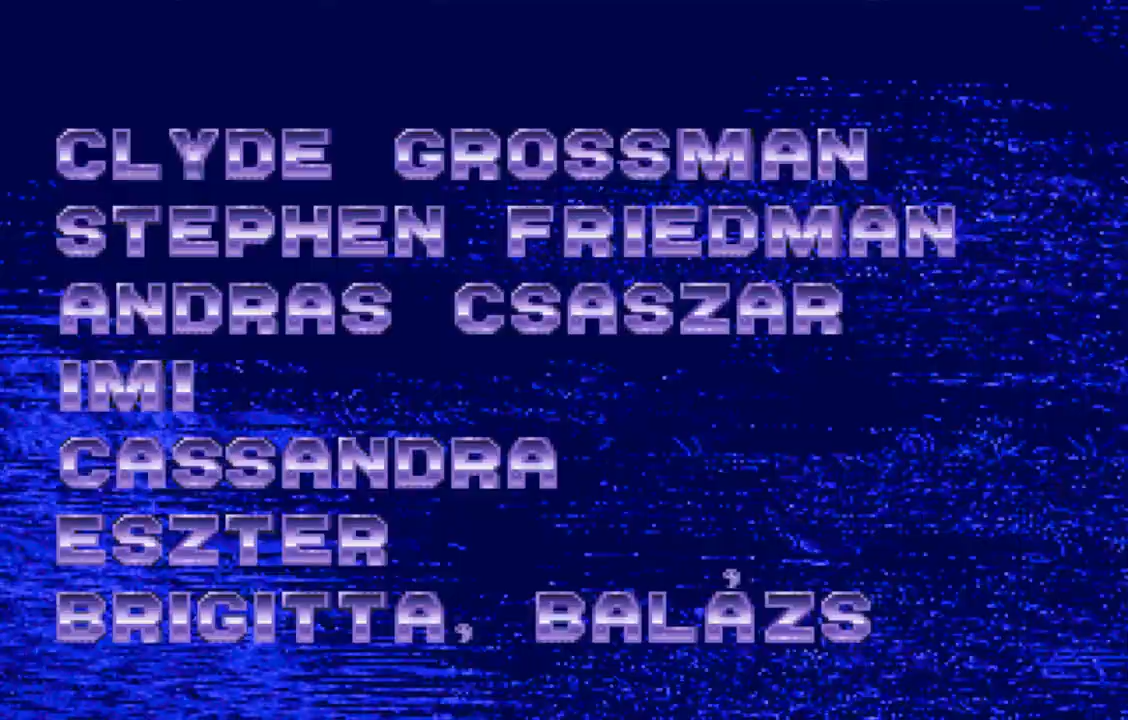 CLYDE GROSSMAN
STEPHEN FRIEDMAN
ANDRAS CSASZAR
IMI
CASSANDRA
ESZTER
BRIGITTA, BALÁZS